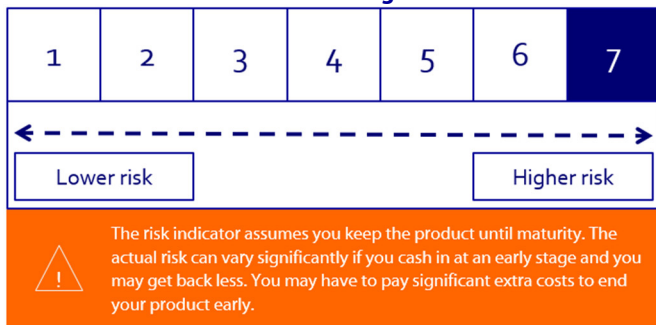 1 2 3 4 5 6 7
Lower risk Higher risk
The risk indicator assumes you keep the product until maturity. The
actual risk can vary significantly if you cash in at an early stage and you
may get back less. You may have to pay significant extra costs to end
your product early.
!